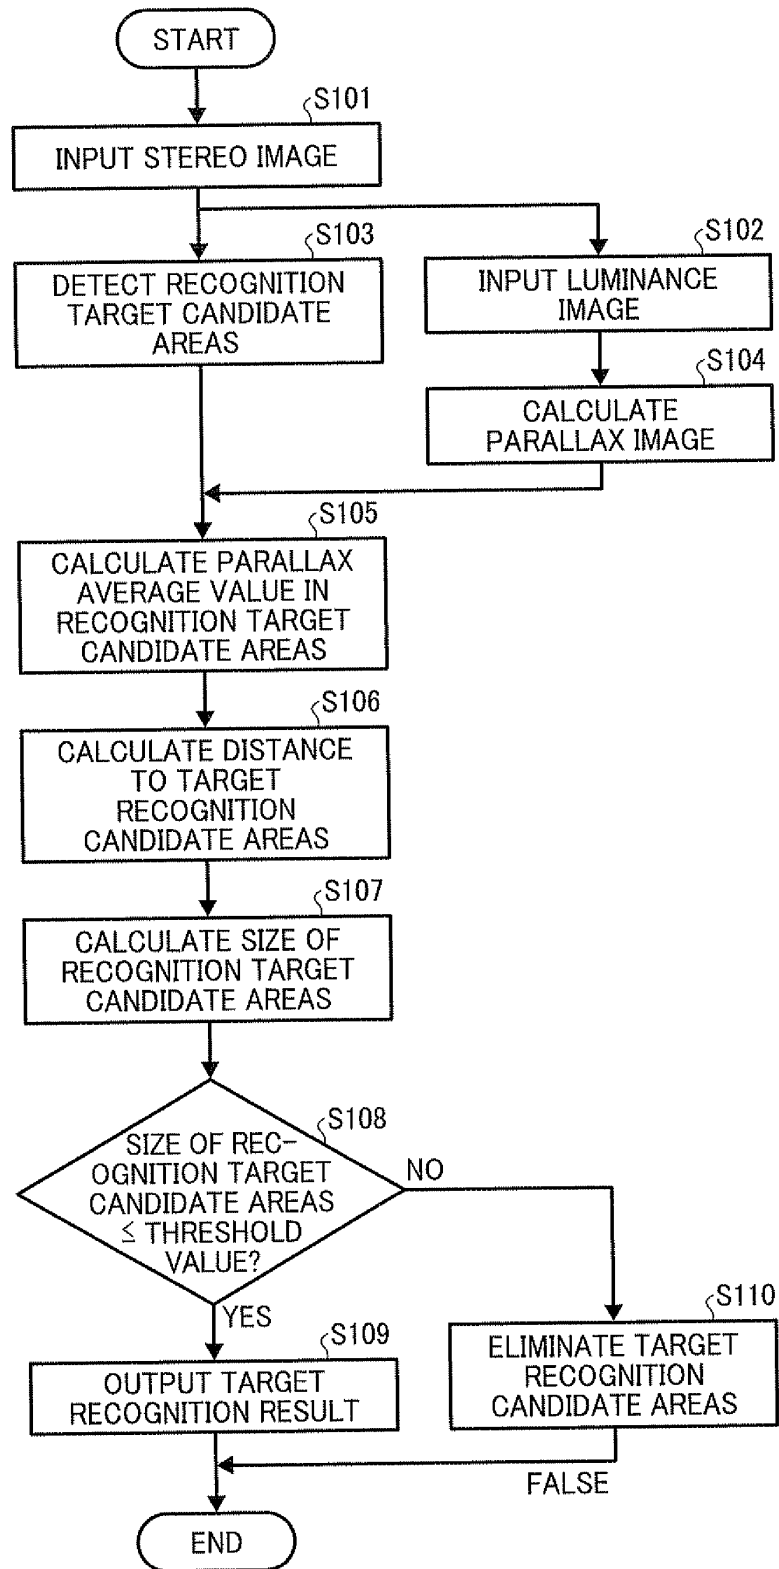 START
S101
INPUT STEREO IMAGE
S103
DETECT RECOGNITION
TARGET CANDIDATE
AREAS
S102
INPUT LUMINANCE
IMAGE
S104
CALCULATE
PARALLAX IMAGE
S105
CALCULATE PARALLAX
AVERAGE VALUE IN
RECOGNITION TARGET
CANDIDATE AREAS
S106
CALCULATE DISTANCE
TO TARGET
RECOGNITION
CANDIDATE AREAS
S107
CALCULATE SIZE OF
RECOGNITION TARGET
CANDIDATE AREAS
S108
SIZE OF REC-
OGNITION TARGET
CANDIDATE AREAS
≦ THRESHOLD
VALUE?
NO
YES
S109
OUTPUT TARGET
RECOGNITION RESULT
S110
ELIMINATE TARGET
RECOGNITION
CANDIDATE AREAS
FALSE
END